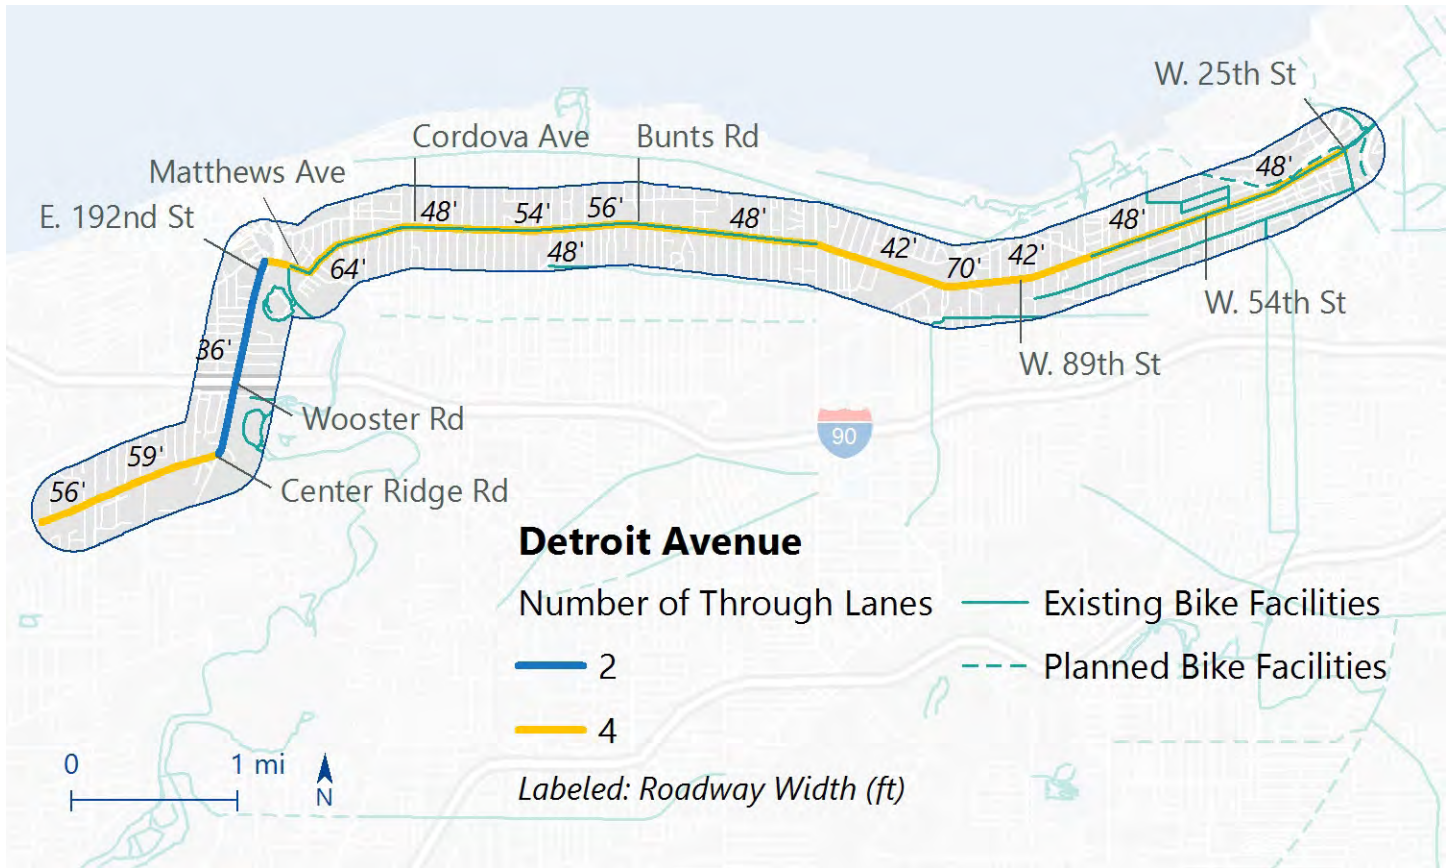 W. 25th St
Cordova Ave
Bunts Rd
Matthews Ave
E. 192nd St
48'
54'
56'
48'
48'
64'
42'
70'
42'
48'
48'
W. 54th St
W. 89th St
36'
Wooster Rd
90
59'
56'
Center Ridge Rd
Detroit Avenue
Number of Through Lanes
2
4
Labeled: Roadway Width (ft)
Existing Bike Facilities
Planned Bike Facilities
0 1 mi
N